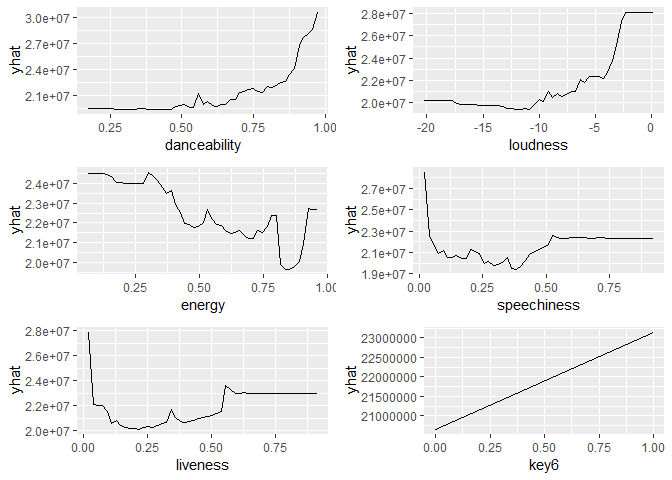 yhat
3.0e+07
2.7e+07
2.4e+07
2.1e+07
0.25
0.50
0.75
1.00
danceability
yhat
2.8e+07
2.6e+07
2.4e+07
2.2e+07
2.0e+07
-20
-15
-10
-5
0
loudness
yhat
2.4e+07
2.3e+07
2.2e+07
2.1e+07
2.0e+07
0.25
0.50
0.75
1.00
energy
yhat
2.7e+07
2.5e+07
2.3e+07
2.1e+07
1.9e+07
0.00
0.25
0.50
0.75
speechiness
yhat
2.8e+07
2.6e+07
2.4e+07
2.2e+07
2.0e+07
0.00
0.25
0.50
0.75
liveness
yhat
23000000
22500000
22000000
21500000
21000000
0.00
0.25
0.50
0.75
1.00
key6